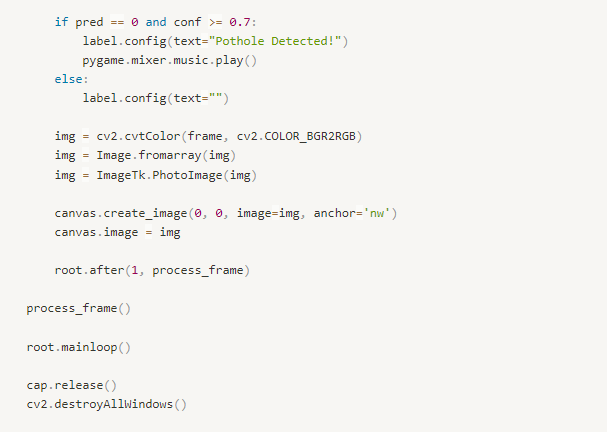 if pred == 0 and conf >= 0.7:
label.config(text="Pothole Detected!")
pygame.mixer.music.play()
else:
label.config(text="")
img = cv2.cvtColor(frame, cv2.COLOR_BGR2RGB)
img = Image.fromarray(img)
img = ImageTk.PhotoImage(img)
canvas.create_image(0, 0, image=img, anchor='nw')
canvas.image = img
root.after(1, process_frame)
process_frame()
root.mainloop()
cap.release()
cv2.destroyAllWindows()